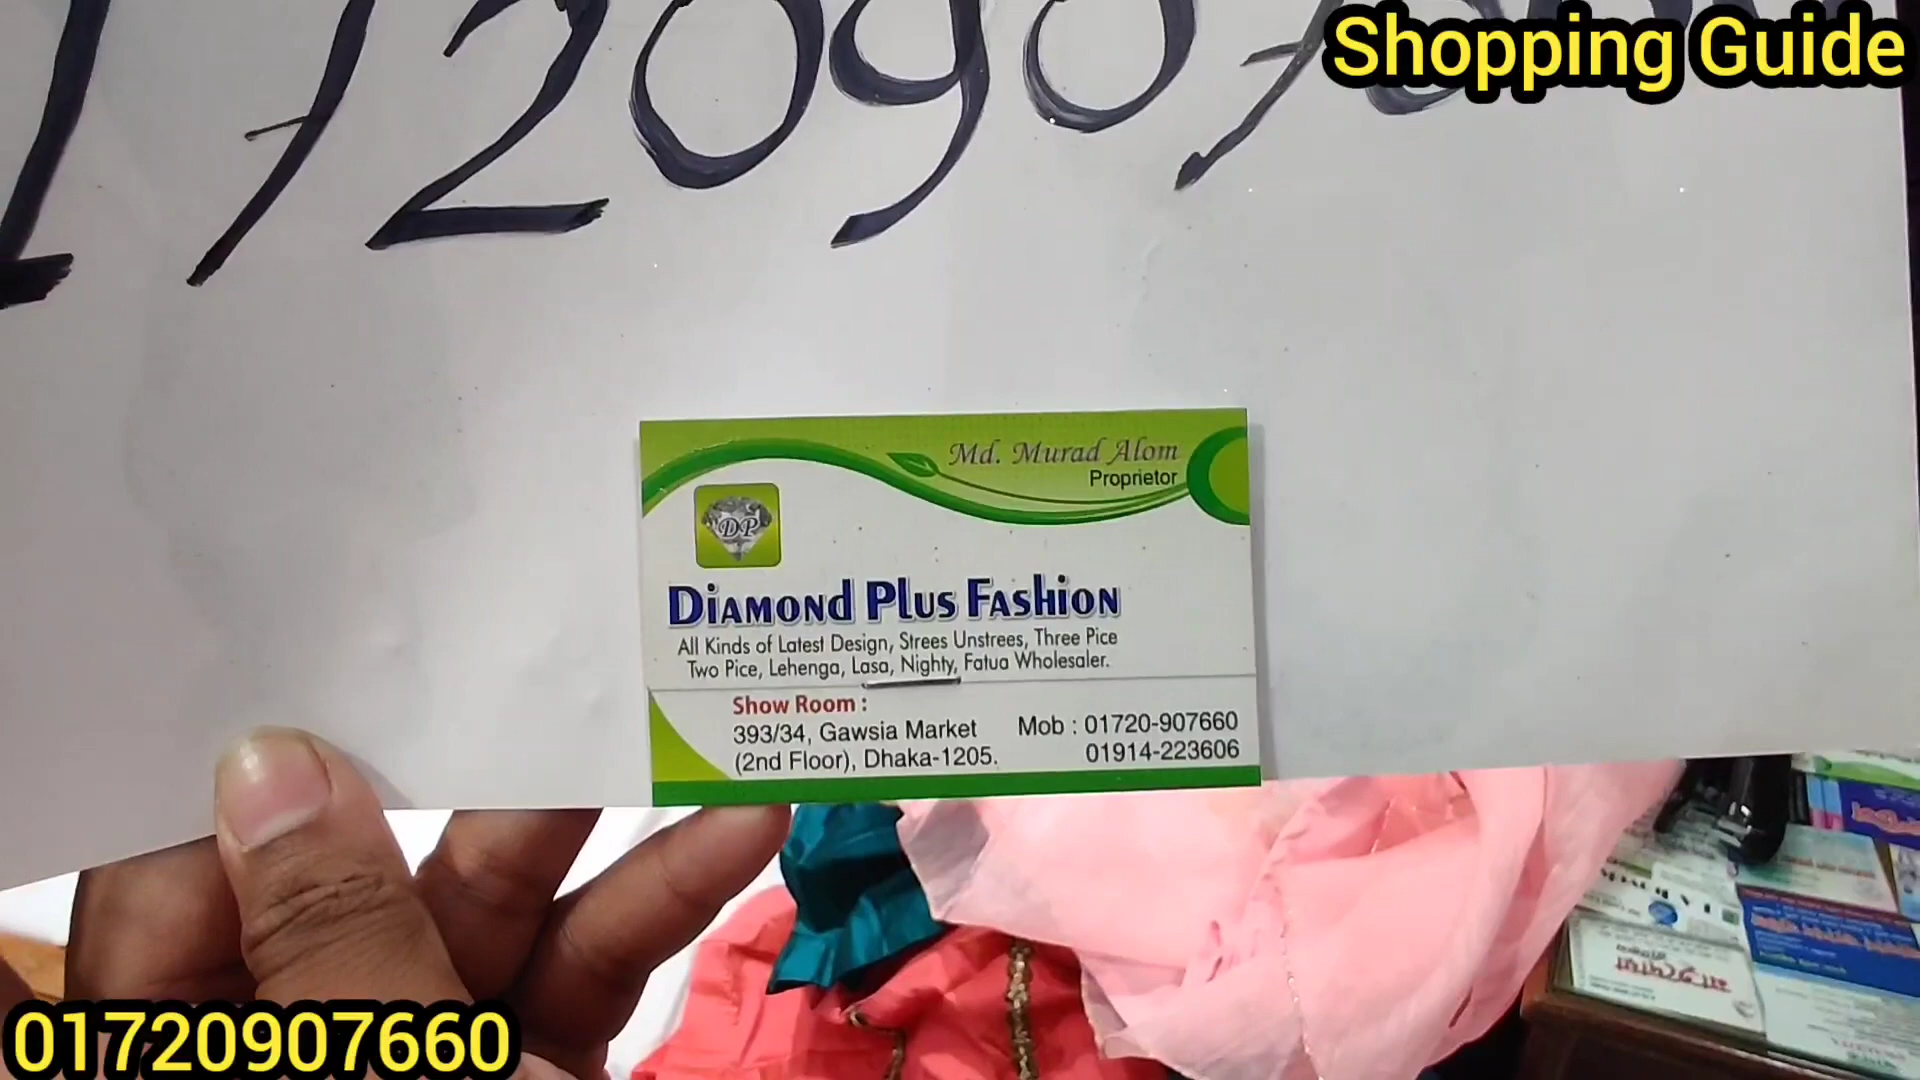 Shopping Guide
1720907660
Md. Murad Alom
Proprietor
DP
Diamond Plus Fashion
All Kinds of Latest Design, Strees Unstrees, Three Pice
Two Pice, Lehenga, Lasa, Nighty, Fatua Wholesaler.
Show Room :
393/34, Gawsia Market
(2nd Floor), Dhaka-1205.
Mob : 01720-907660
01914-223606
01720907660